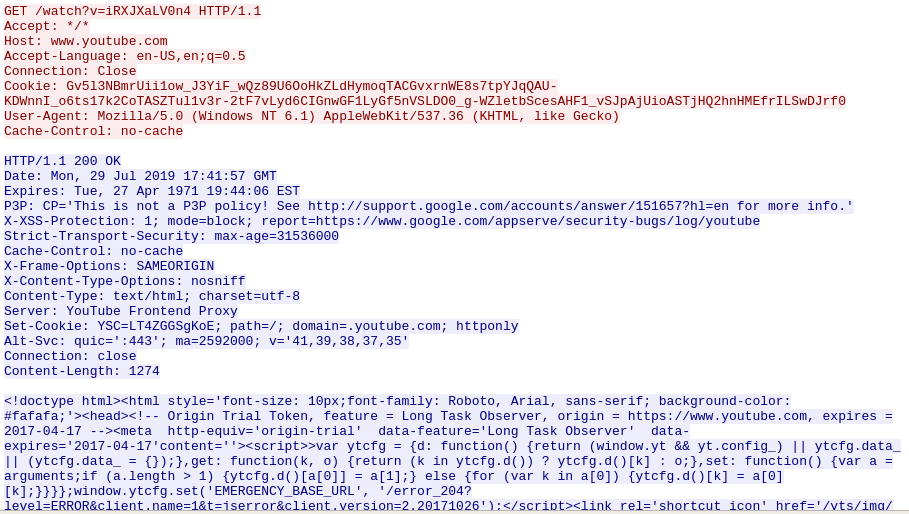 GET /watch?v=iRXJXaLV0n4 HTTP/1.1
Accept: */*
Host: www.youtube.com
Accept-Language: en-US,en;q=0.5
Connection: Close
Cookie: Gv5l3NBmrUii1ow_J3YiF_wQz89U6OoHkZLdHymoqTACGvxrnWE8s7tpYJqQAU-
KDWnnI_o6ts17k2CoTASZTul1v3r-2tF7vLyd6CIGnwGF1LyGf5nVSLDO0_g-WZletbScesAHF1_vSJpAjUioASTjHQ2hnHMEfrILSwDJrf0
User-Agent: Mozilla/5.0 (Windows NT 6.1) AppleWebKit/537.36 (KHTML, like Gecko)
Cache-Control: no-cache
HTTP/1.1 200 OK
Date: Mon, 29 Jul 2019 17:41:57 GMT
Expires: Tue, 27 Apr 1971 19:44:06 EST
P3P: CP='This is not a P3P policy! See http://support.google.com/accounts/answer/151657?hl=en for more info.'
X-XSS-Protection: 1; mode=block; report=https://www.google.com/appserve/security-bugs/log/youtube
Strict-Transport-Security: max-age=31536000
Cache-Control: no-cache
X-Frame-Options: SAMEORIGIN
X-Content-Type-Options: nosniff
Content-Type: text/html; charset=utf-8
Server: YouTube Frontend Proxy
Set-Cookie: YSC=LT4ZGGSgKoE; path=/; domain=.youtube.com; httponly
Alt-Svc: quic=':443'; ma=2592000; v='41,39,38,37,35'
Connection: close
Content-Length: 1274
<!doctype html><html style='font-size: 10px;font-family: Roboto, Arial, sans-serif; background-color:
#fafafa;'><head><!-- Origin Trial Token, feature = Long Task Observer, origin = https://www.youtube.com, expires =
2017-04-17 --><meta  http-equiv='origin-trial'  data-feature='Long Task Observer'  data-
expires='2017-04-17'content=''><script>>var ytcfg = {d: function() {return (window.yt && yt.config_) || ytcfg.data_
|| (ytcfg.data_ = {});},get: function(k, o) {return (k in ytcfg.d()) ? ytcfg.d()[k] : o;},set: function() {var a =
arguments;if (a.length > 1) {ytcfg.d()[a[0]] = a[1];} else {for (var k in a[0]) {ytcfg.d()[k] = a[0]
[k];}}}};window.ytcfg.set('EMERGENCY_BASE_URL', '/error_204?
level=ERROR&client.name=1&t=jserror&client.version=2.20171026');</script><link rel='shortcut icon' href='/yts/img/